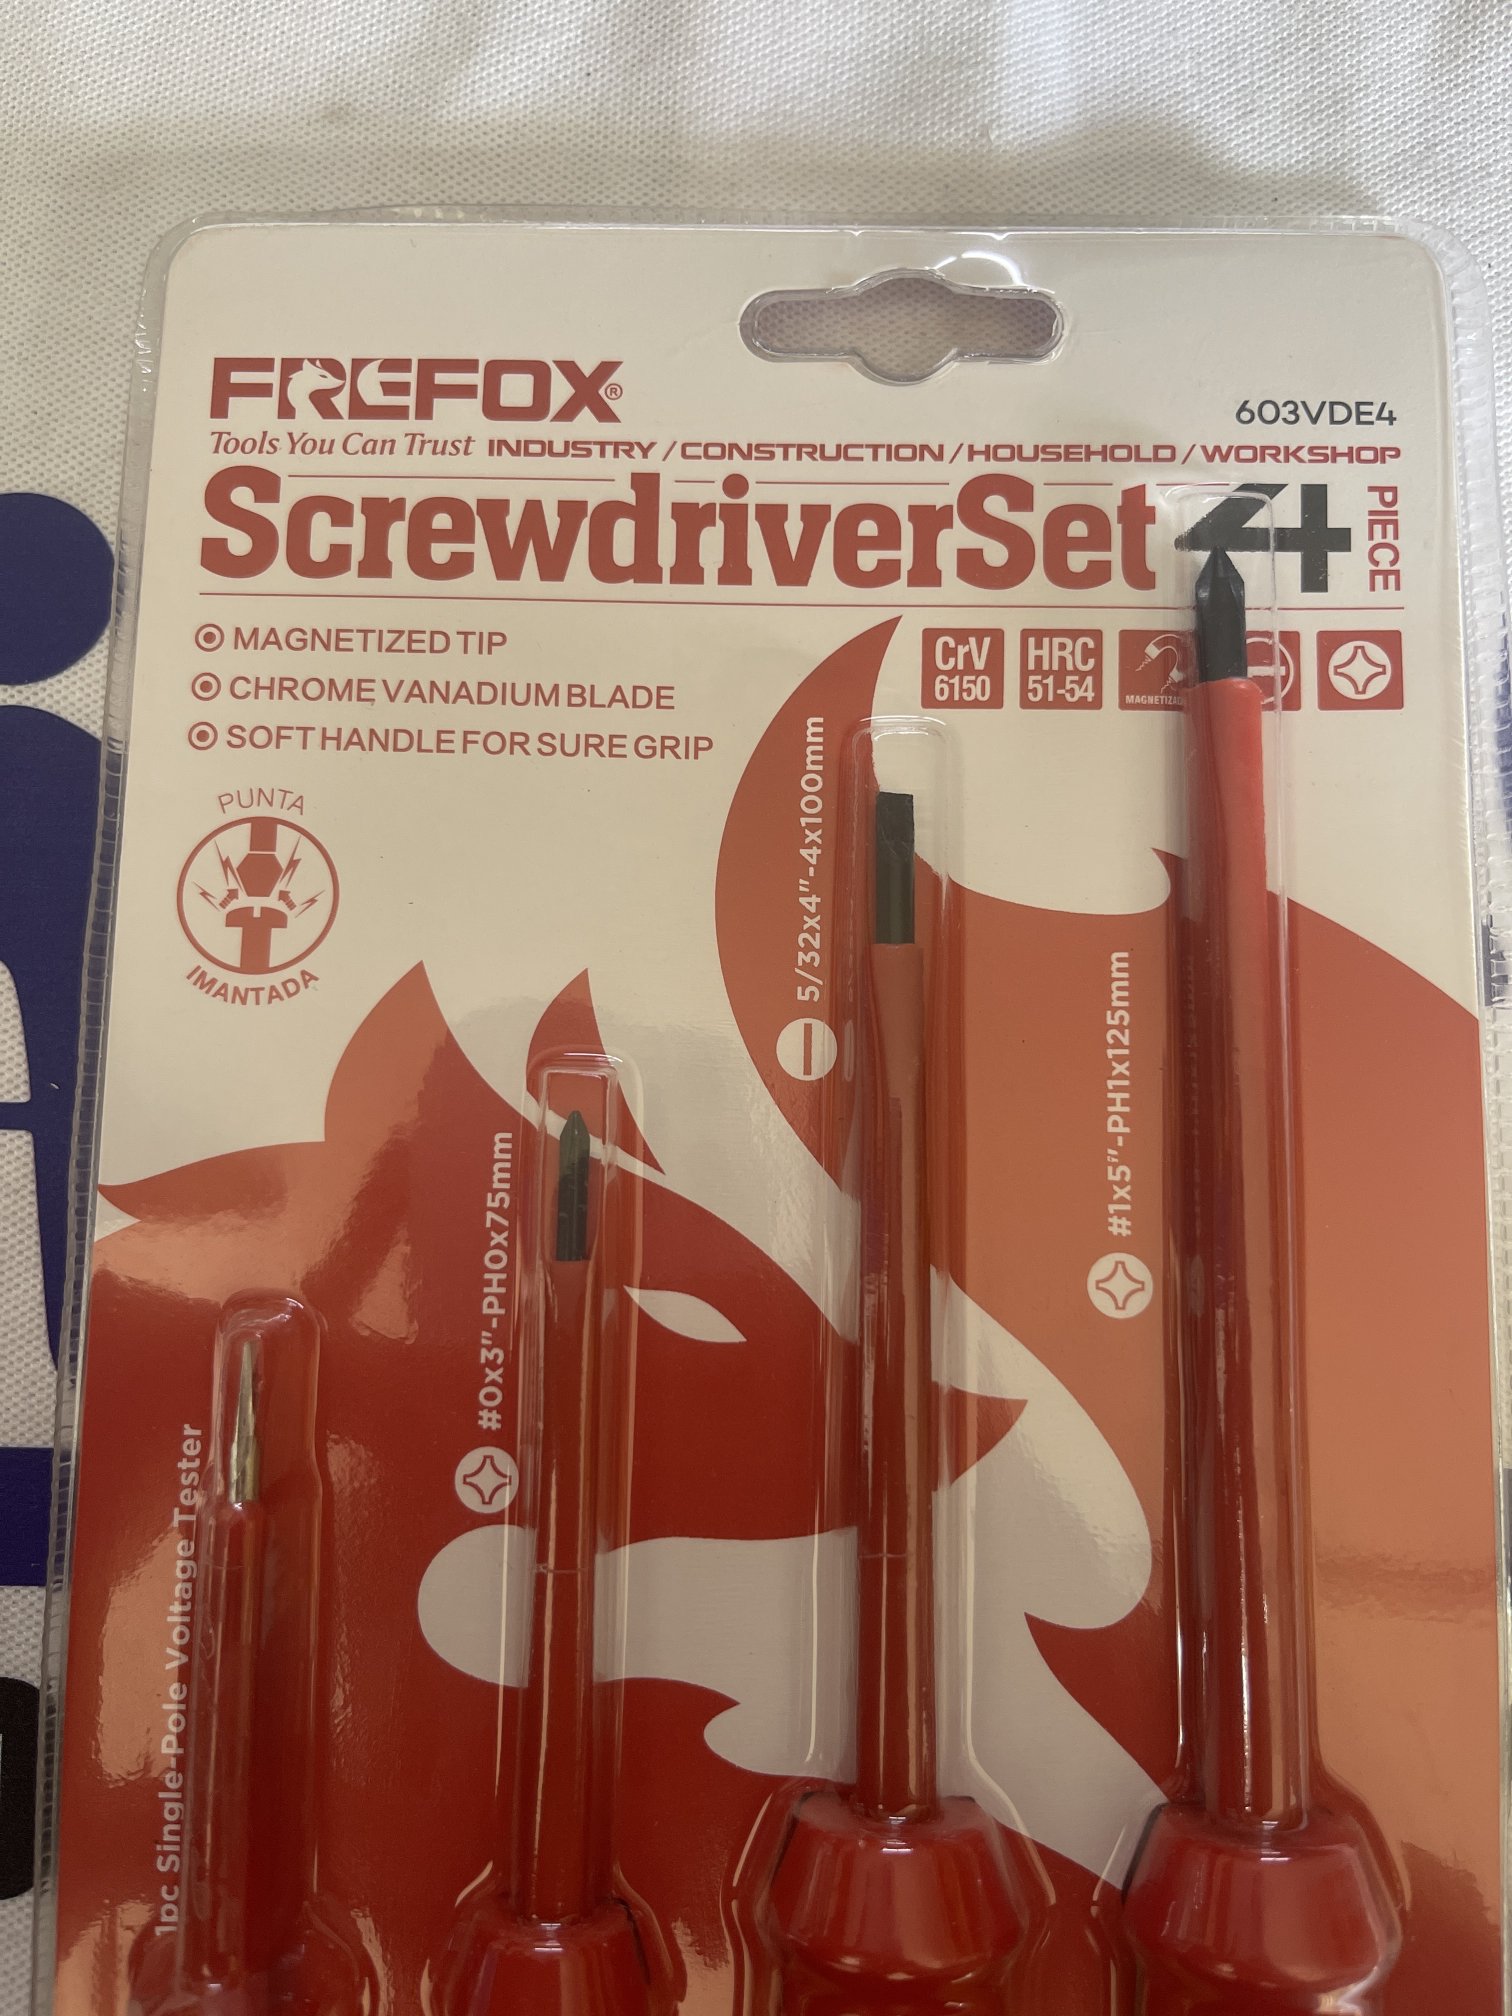 FREFOX®
603VDE4
Tools You Can Trust INDUSTRY / CONSTRUCTION / HOUSEHOLD / WORKSHOP
ScrewdriverSet 4 PIECE
MAGNETIZED TIP
CHROME VANADIUM BLADE
SOFT HANDLE FOR SURE GRIP
CrV
6150
HRC
51-54
PUNTA
IMANTADA
5/32x4"-4x100mm
#1x5"-PH1x125mm
#0x3"-PH0x75mm
1pc Single-Pole Voltage Tester